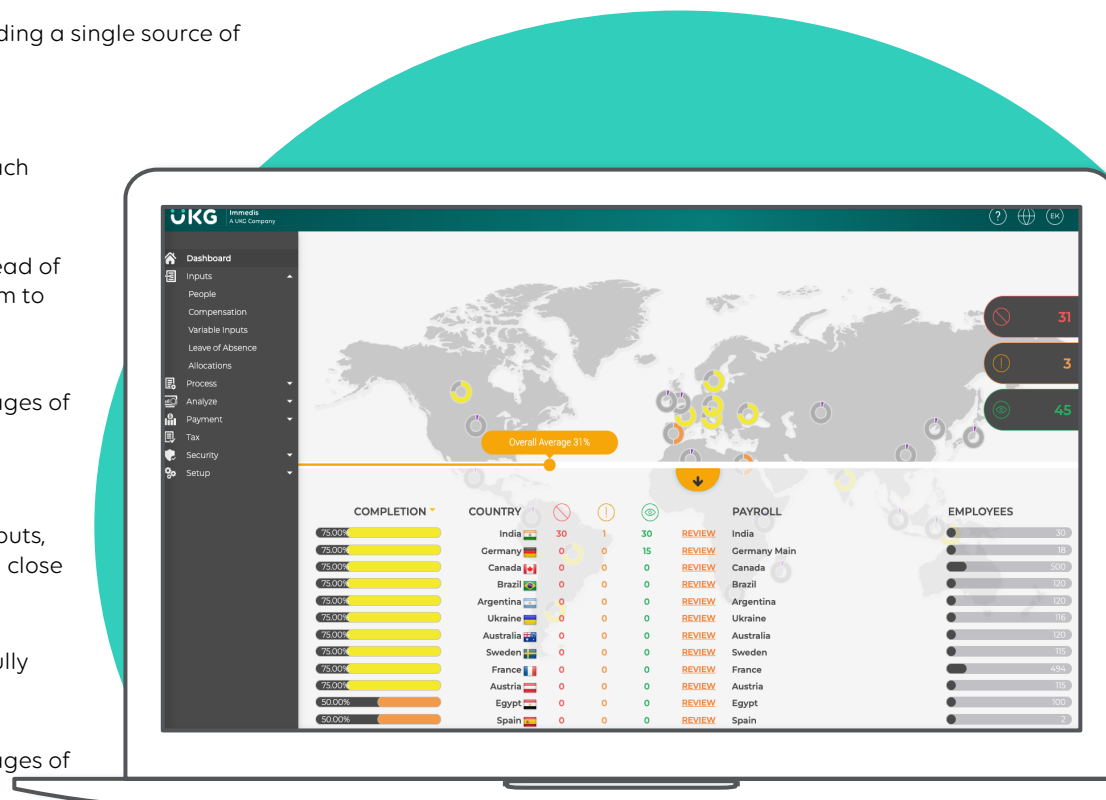 ding a single source of
ch
ead of
m to
ges of
outs,
close
ully
ages of
UKG Immedis
A UKG Company
? EK
Dashboard
Inputs
People
Compensation
Variable Inputs
Leave of Absence
Allocations
Process
Analyze
Payment
Tax
Security
Setup
31
3
45
Overall Average 31%
COMPLETION COUNTRY PAYROLL EMPLOYEES
75.00% India 30 1 30 REVIEW India 30
75.00% Germany 0 0 15 REVIEW Germany Main 18
75.00% Canada 0 0 0 REVIEW Canada 500
75.00% Brazil 0 0 0 REVIEW Brazil 120
75.00% Argentina 0 0 0 REVIEW Argentina 120
75.00% Ukraine 0 0 0 REVIEW Ukraine 116
75.00% Australia 0 0 0 REVIEW Australia 120
75.00% Sweden 0 0 0 REVIEW Sweden 115
75.00% France 0 0 0 REVIEW France 494
75.00% Austria 0 0 0 REVIEW Austria 115
50.00% Egypt 0 0 0 REVIEW Egypt 100
50.00% Spain 0 0 0 REVIEW Spain 2